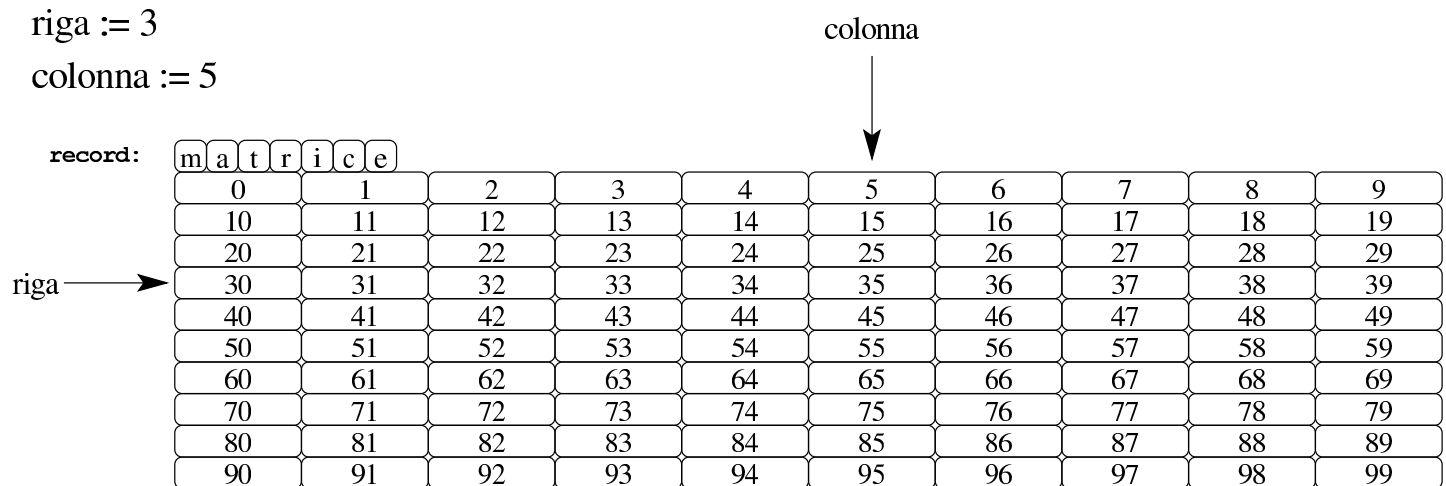 riga := 3
colonna
colonna := 5
record: matrice
0 1 2 3 4 5 6 7 8 9
10 11 12 13 14 15 16 17 18 19
20 21 22 23 24 25 26 27 28 29
riga 30 31 32 33 34 35 36 37 38 39
40 41 42 43 44 45 46 47 48 49
50 51 52 53 54 55 56 57 58 59
60 61 62 63 64 65 66 67 68 69
70 71 72 73 74 75 76 77 78 79
80 81 82 83 84 85 86 87 88 89
90 91 92 93 94 95 96 97 98 99